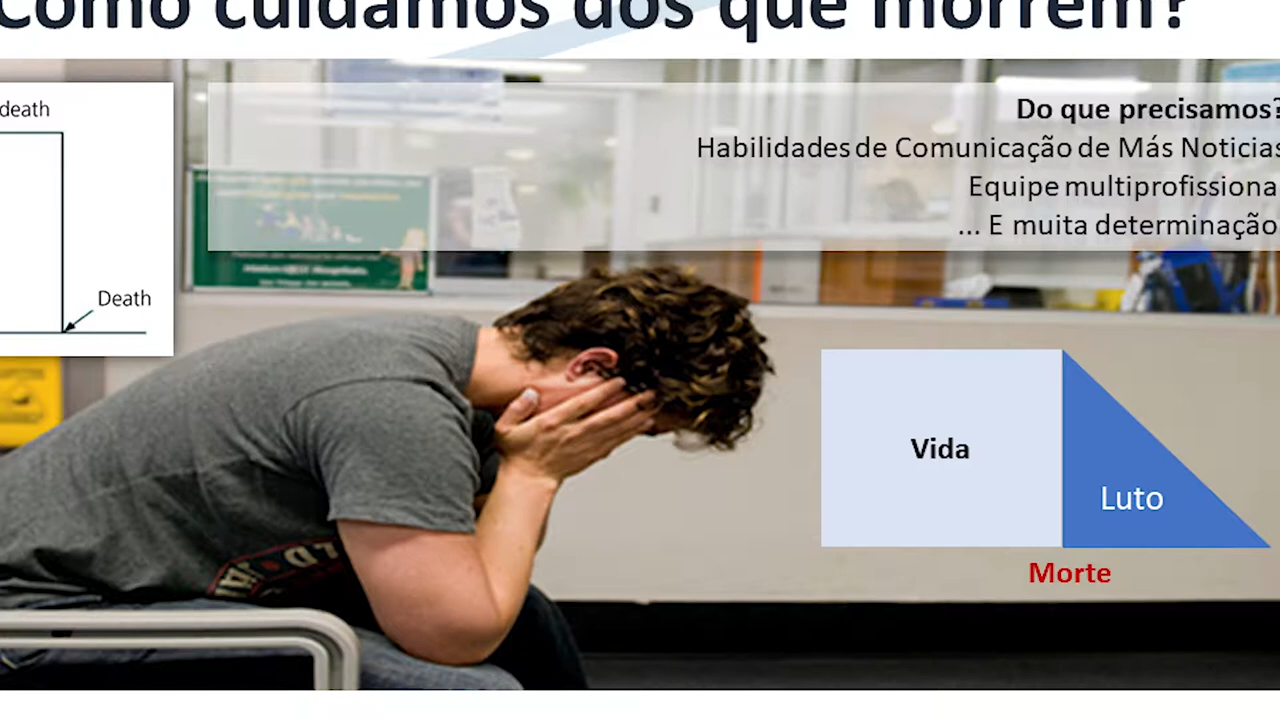 Como cuidamos dos que morrem?
death
Do que precisamos?
Habilidades de Comunicação de Más Noticias
Equipe multiprofissiona
... E muita determinação
Death
Vida
Luto
Morte